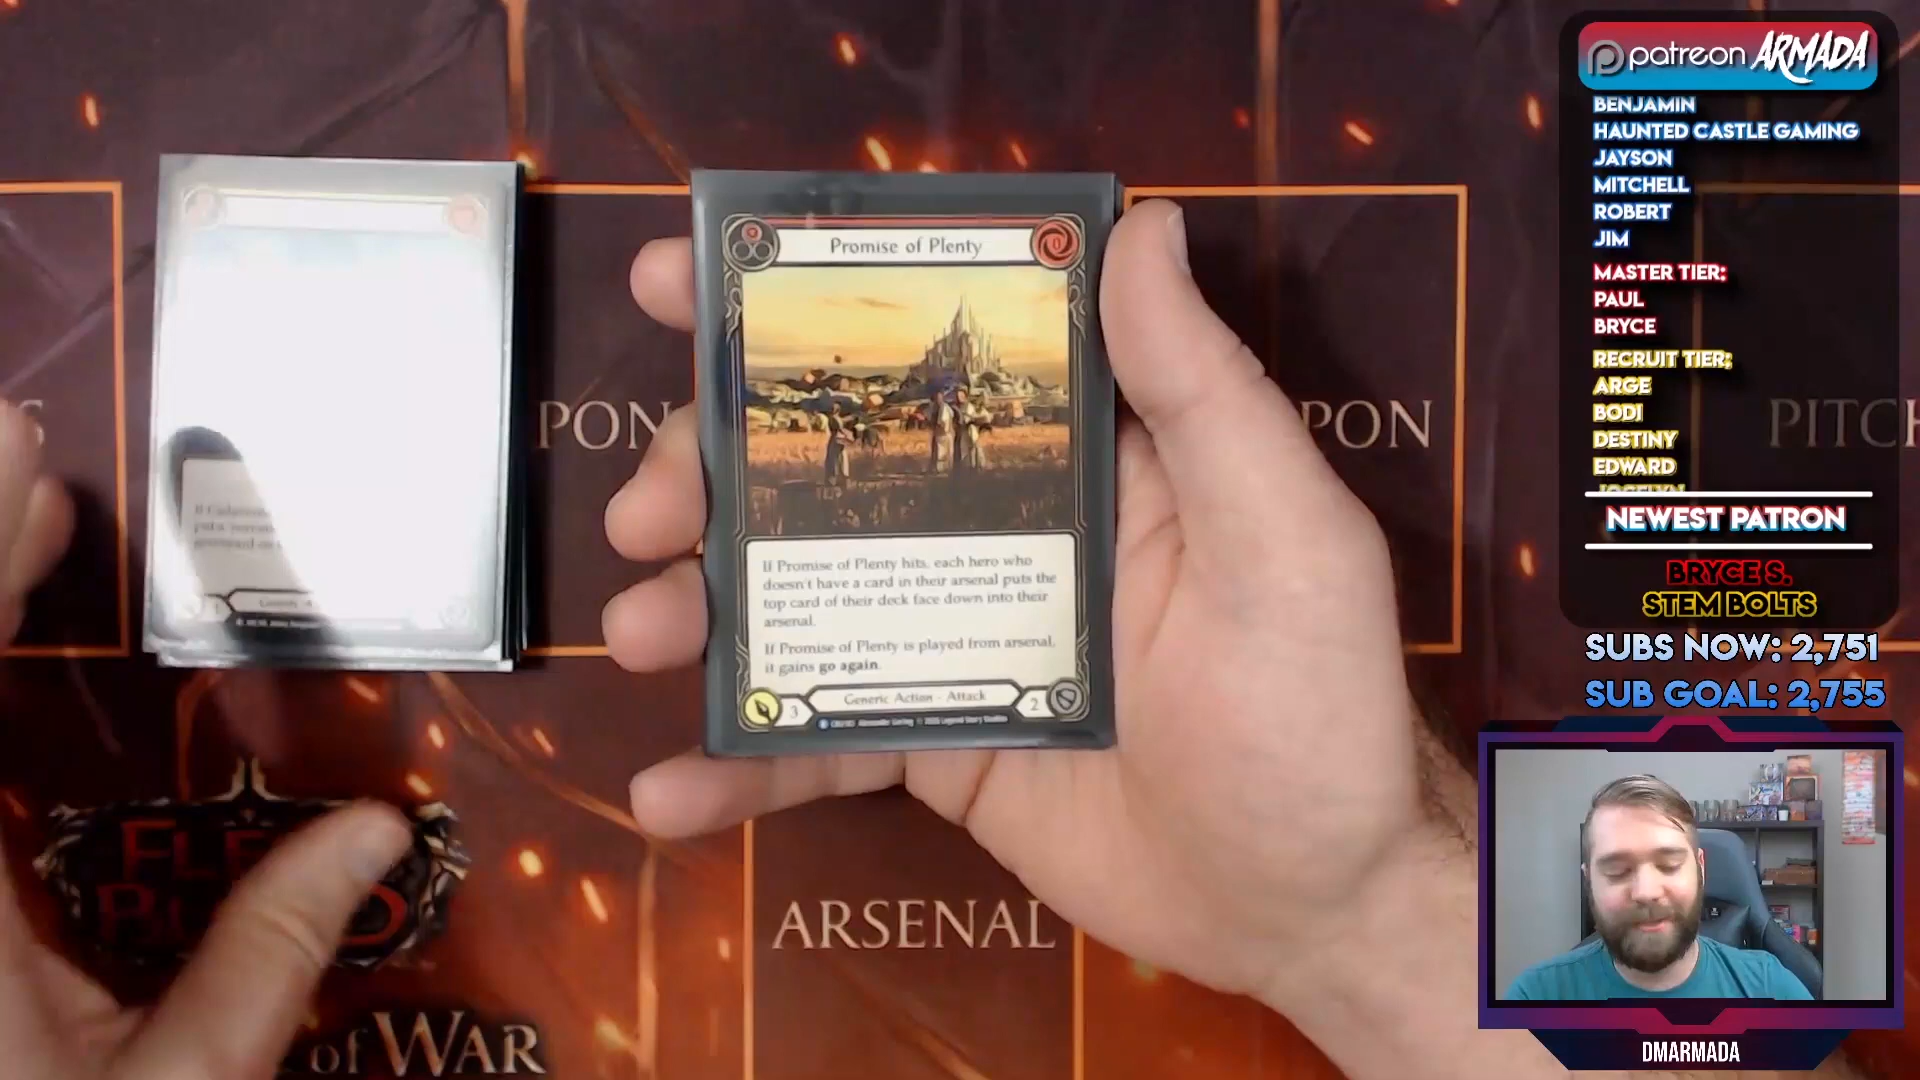 patreon ARMADA
BENJAMIN
HAUNTED CASTLE GAMING
JAYSON
MITCHELL
ROBERT
JIM
MASTER TIER:
PAUL
BRYCE
RECRUIT TIER:
ARGE
BODI
DESTINY
EDWARD
JOCELYN
NEWEST PATRON
BRYCE S.
STEM BOLTS
SUBS NOW: 2,751
SUB GOAL: 2,755
DMARMADA
Promise of Plenty
0
If Promise of Plenty hits, each hero who
doesn't have a card in their arsenal puts the
top card of their deck face down into their
arsenal.
If Promise of Plenty is played from arsenal,
it gains go again.
3
Generic Action - Attack
2
PON
PON
PITCH
ARSENAL
of WAR